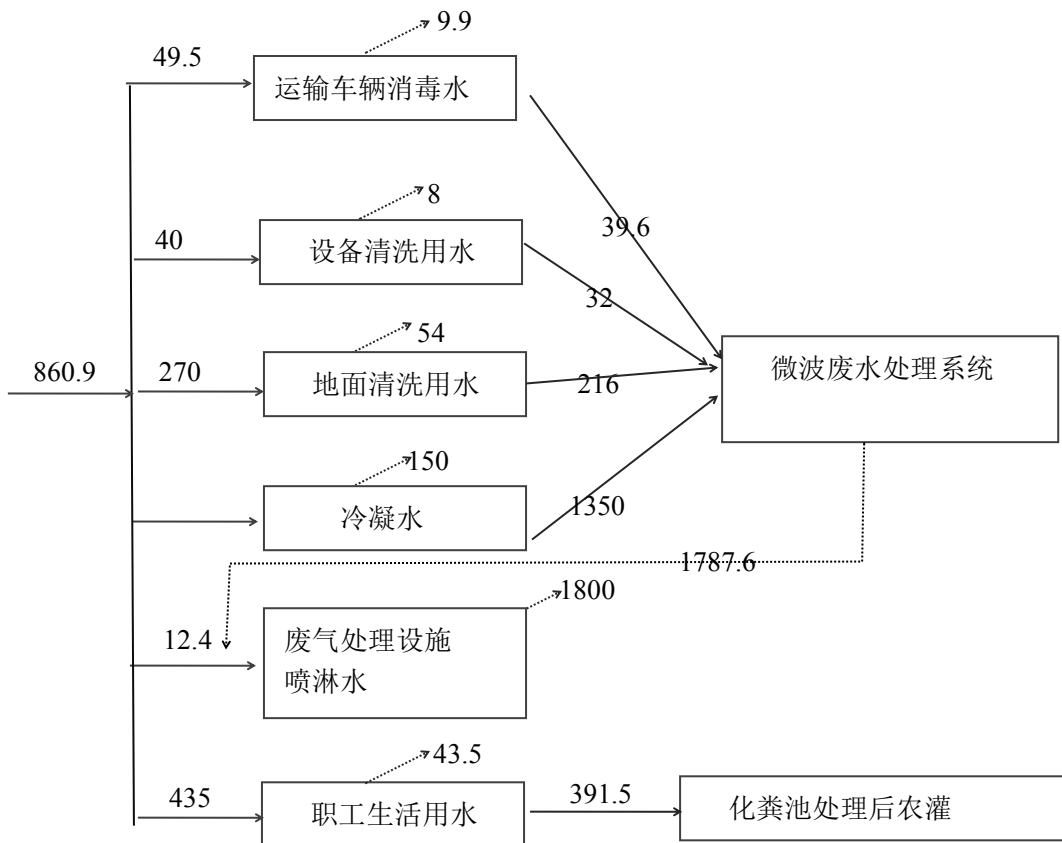 9.9
49.5
运输车辆消毒水
8
39.6
40
设备清洗用水
32
54
860.9
270
地面清洗用水
216
微波废水处理系统
150
冷凝水
1350
1787.6
1800
12.4
废气处理设施
喷淋水
43.5
435
职工生活用水
391.5
化粪池处理后农灌